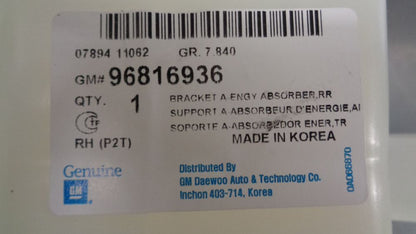 07894 11062 GR. 7.840
GM# 96816936
QTY. 1
BRACKET A-ENGY ABSORBER,RR
SUPPORT A-ABSORBEUR D'ENERGIE,AI
SOPORTE A-ABSORBEDOR ENER,TR
RH (P2T) MADE IN KOREA
Genuine
GM
Distributed By
GM Daewoo Auto & Technology Co.
Inchon 403-714, Korea
0A066870